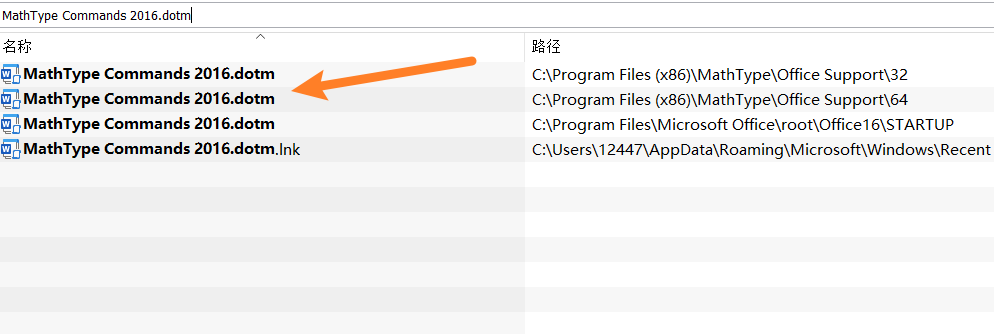 MathType Commands 2016.dotm
名称 路径
MathType Commands 2016.dotm C:\Program Files (x86)\MathType\Office Support\32
MathType Commands 2016.dotm C:\Program Files (x86)\MathType\Office Support\64
MathType Commands 2016.dotm C:\Program Files\Microsoft Office\root\Office16\STARTUP
MathType Commands 2016.dotm.lnk C:\Users\12447\AppData\Roaming\Microsoft\Windows\Recent